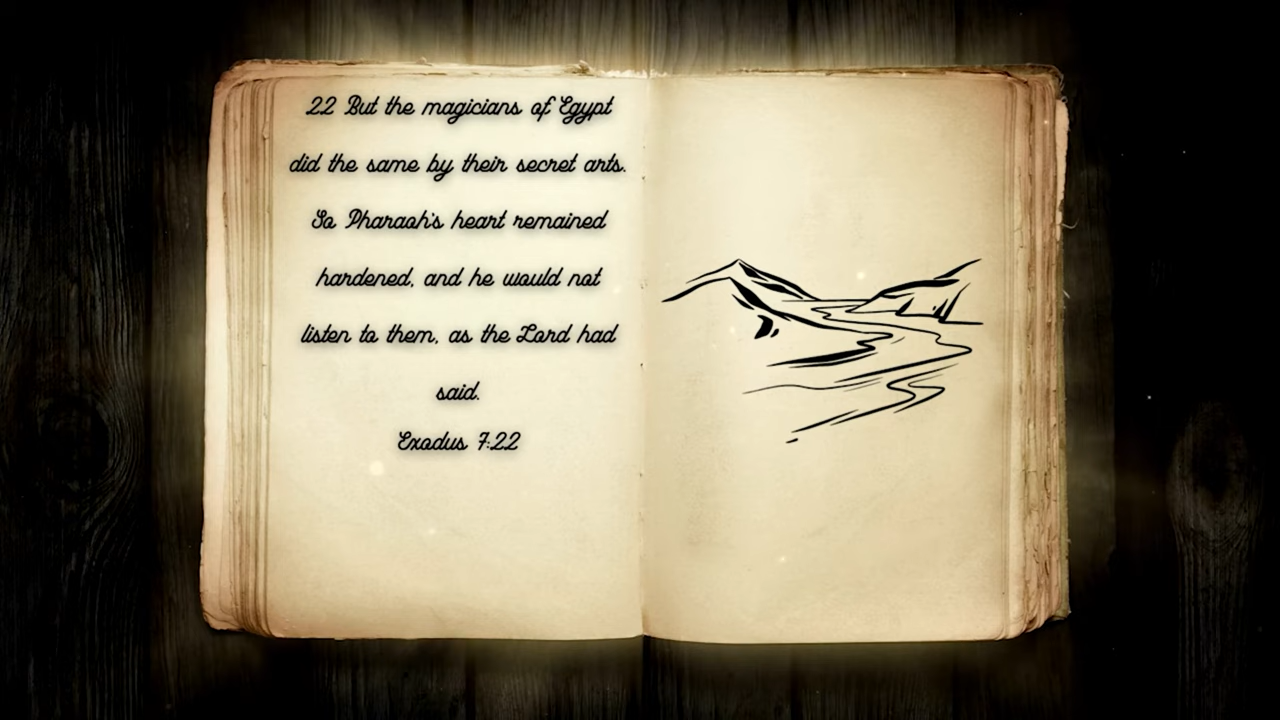 22 But the magicians of Egypt
did the same by their secret arts.
So Pharaoh's heart remained
hardened, and he would not
listen to them, as the Lord had
said.
Exodus 7:22